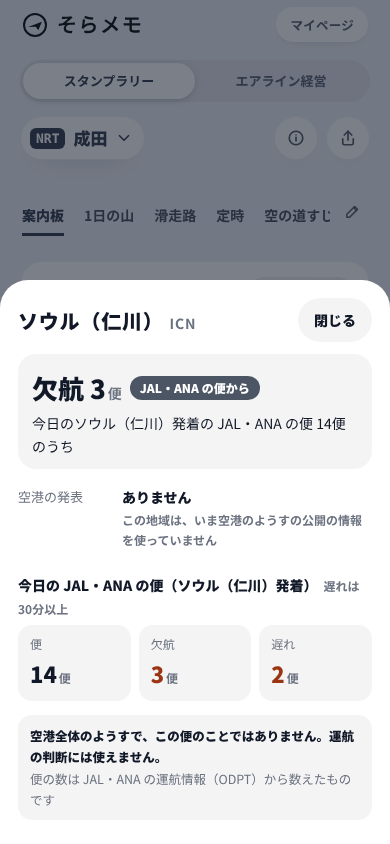 そらメモ
マイページ
スタンプラリー
エアライン経営
NRT 成田
案内板 1日の山 滑走路 定時 空の道すじ
ソウル（仁川） ICN
閉じる
欠航 3便 JAL・ANA の便から
今日のソウル（仁川）発着の JAL・ANA の便 14便
のうち
空港の発表 ありません
この地域は、いま空港のようすの公開の情報
を使っていません
今日の JAL・ANA の便（ソウル（仁川）発着） 遅れは
30分以上
便 欠航 遅れ
14便 3便 2便
空港全体のようすで、この便のことではありません。運航
の判断には使えません。
便の数は JAL・ANA の運航情報（ODPT）から数えたもの
です